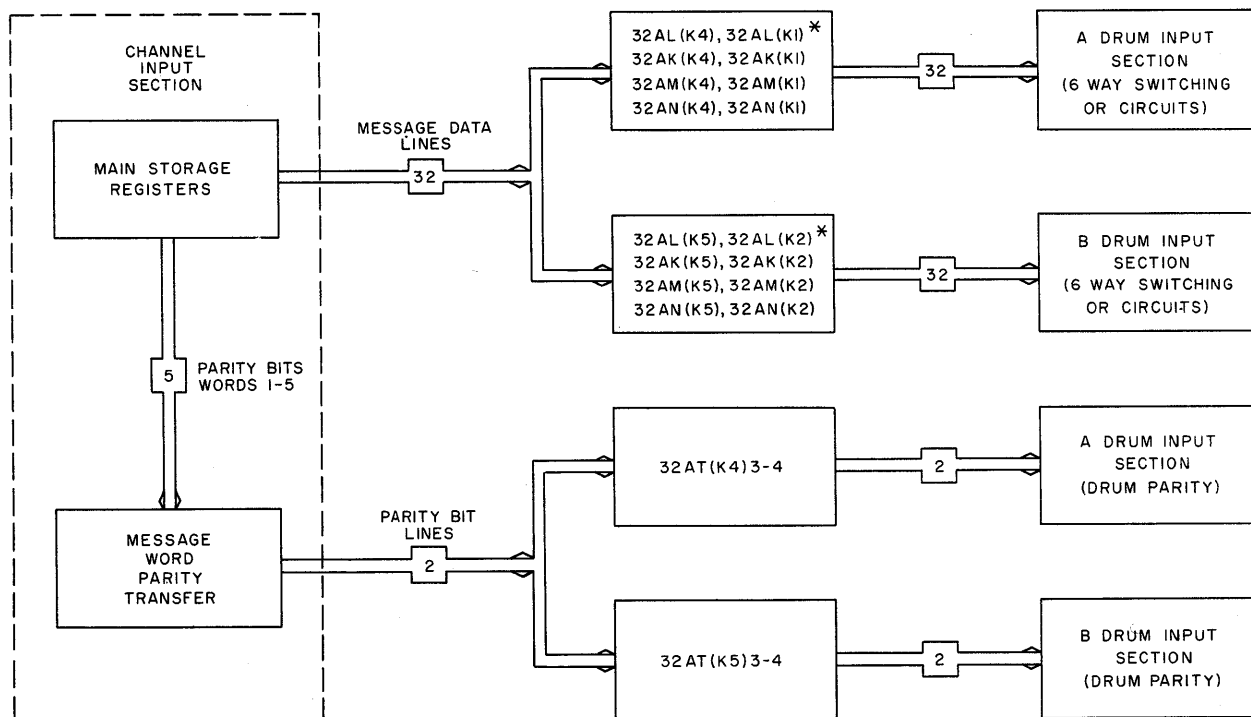 CHANNEL
INPUT
SECTION
MAIN STORAGE
REGISTERS
MESSAGE DATA
LINES
32
32AL(K4), 32AL(K1)*
32AK(K4), 32AK(K1)
32AM(K4), 32AM(K1)
32AN(K4), 32AN(K1)
32
A DRUM INPUT
SECTION
(6 WAY SWITCHING
OR CIRCUITS)
32AL(K5), 32AL(K2)*
32AK(K5), 32AK(K2)
32AM(K5), 32AM(K2)
32AN(K5), 32AN(K2)
32
B DRUM INPUT
SECTION
(6 WAY SWITCHING
OR CIRCUITS)
5
PARITY BITS
WORDS 1-5
MESSAGE
WORD
PARITY
TRANSFER
PARITY BIT
LINES
2
32AT(K4)3-4
2
A DRUM INPUT
SECTION
(DRUM PARITY)
32AT(K5)3-4
2
B DRUM INPUT
SECTION
(DRUM PARITY)